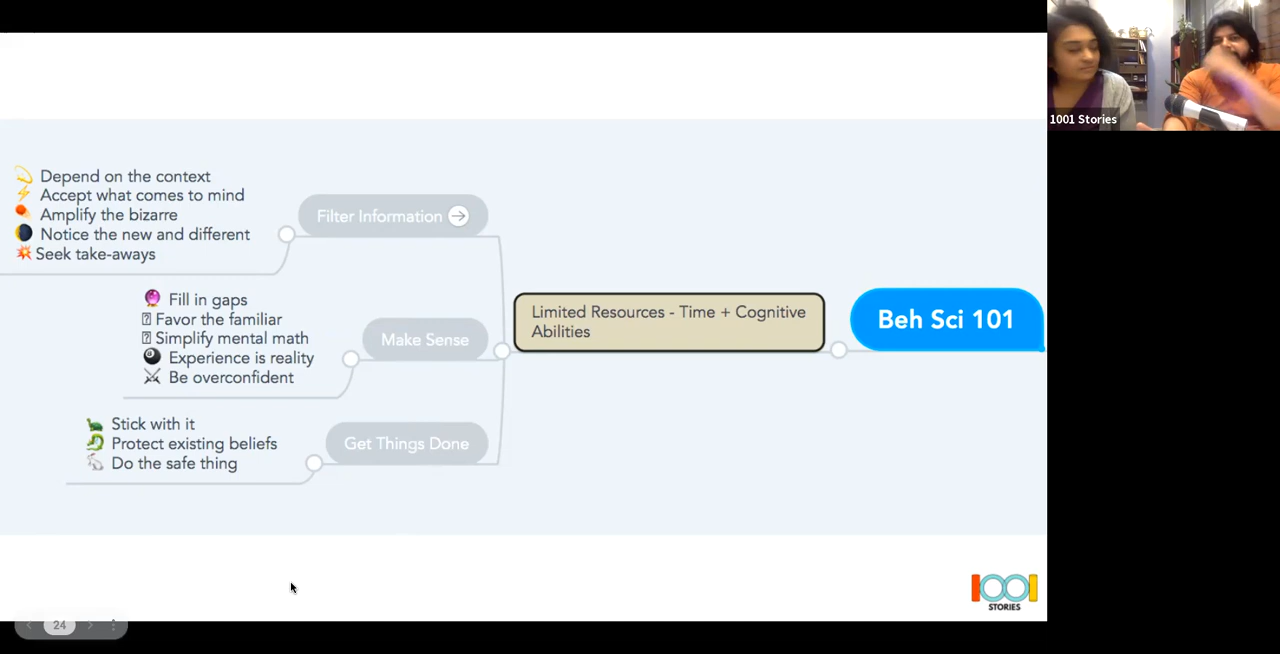 Depend on the context
Accept what comes to mind
Amplify the bizarre
Notice the new and different
Seek take-aways
Filter Information
Fill in gaps
Favor the familiar
Simplify mental math
Experience is reality
Be overconfident
Make Sense
Stick with it
Protect existing beliefs
Do the safe thing
Get Things Done
Limited Resources - Time + Cognitive
Abilities
Beh Sci 101
1001 Stories
1001
STORIES
24